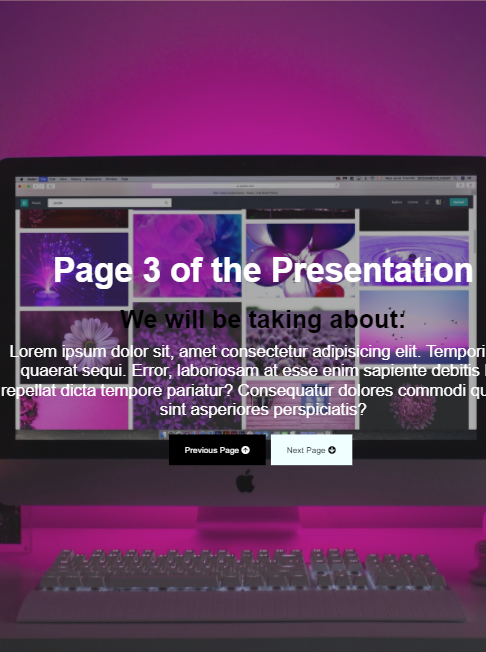 Page 3 of the Presentation
We will be taking about:
Lorem ipsum dolor sit, amet consectetur adipisicing elit. Tempori
quaerat sequi. Error, laboriosam at esse enim sapiente debitis
repellat dicta tempore pariatur? Consequatur dolores commodi qu
sint asperiores perspiciatis?
Previous Page
Next Page